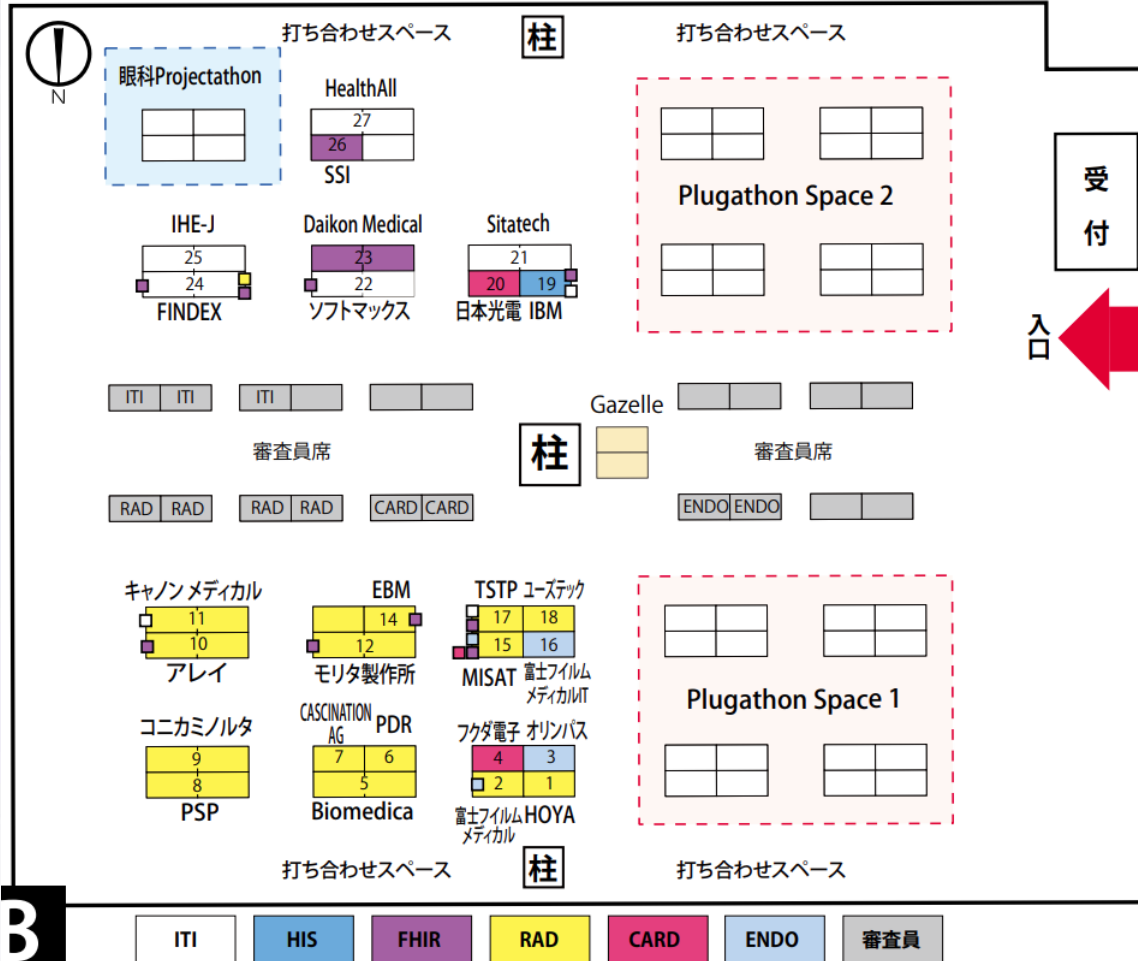 打ち合わせスペース
柱
打ち合わせスペース
N
眼科Projectathon
HealthAll
27
26
SSI
Plugathon Space 2
受
付
IHE-J
25
24
FINDEX
Daikon Medical
23
22
ソフトマックス
Sitatech
21
20
19
日本光電 IBM
入口
ITI ITI
ITI
審査員席
柱
Gazelle
審査員席
RAD RAD
RAD RAD
CARD CARD
ENDO ENDO
キャノン メディカル
11
10
アレイ
EBM
14
12
モリタ製作所
TSTP ユーズテック
17 18
15 16
MISAT 富士フイルム
メディカルIT
Plugathon Space 1
コニカミノルタ
9
8
PSP
CASCINATION
AG
PDR
7 6
5
Biomedica
フクダ電子 オリンパス
4 3
2 1
富士フイルム
メディカル
HOYA
打ち合わせスペース
柱
打ち合わせスペース
B
ITI
HIS
FHIR
RAD
CARD
ENDO
審査員